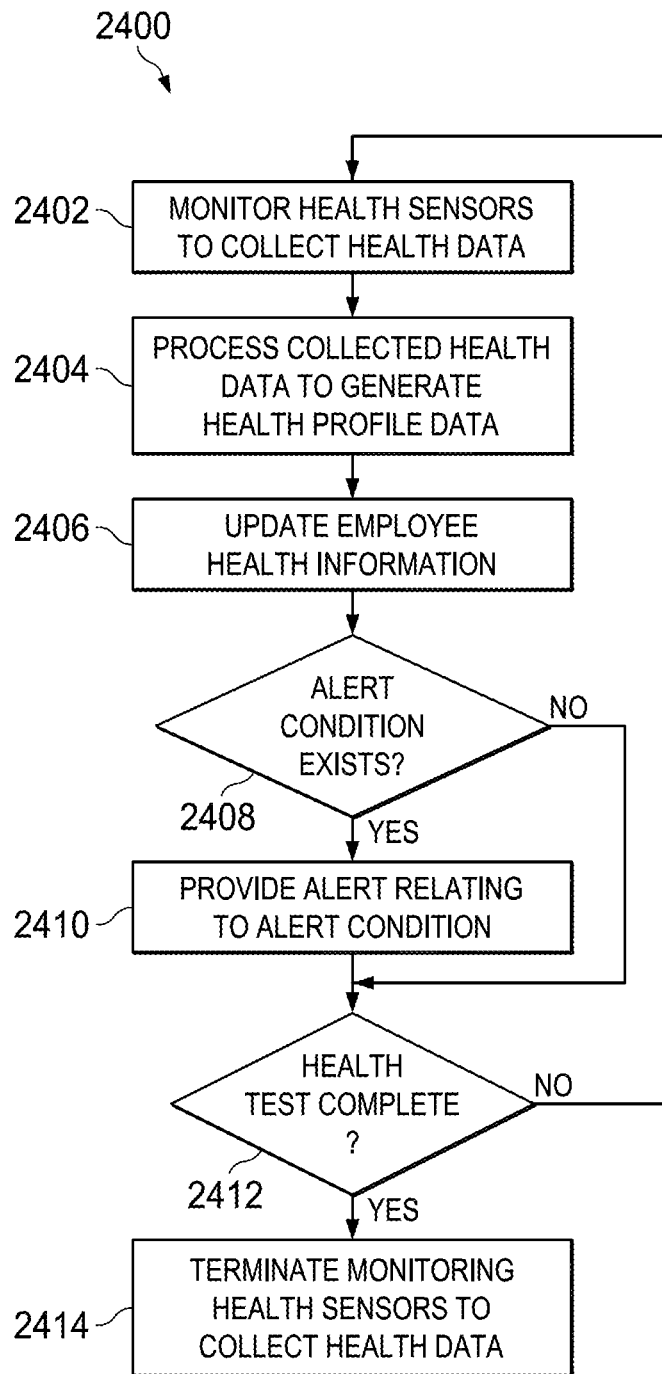 2400
2402
MONITOR HEALTH SENSORS
TO COLLECT HEALTH DATA
2404
PROCESS COLLECTED HEALTH
DATA TO GENERATE
HEALTH PROFILE DATA
2406
UPDATE EMPLOYEE
HEALTH INFORMATION
ALERT
CONDITION
EXISTS?
NO
2408
YES
2410
PROVIDE ALERT RELATING
TO ALERT CONDITION
HEALTH
TEST COMPLETE
?
NO
2412
YES
2414
TERMINATE MONITORING
HEALTH SENSORS TO
COLLECT HEALTH DATA